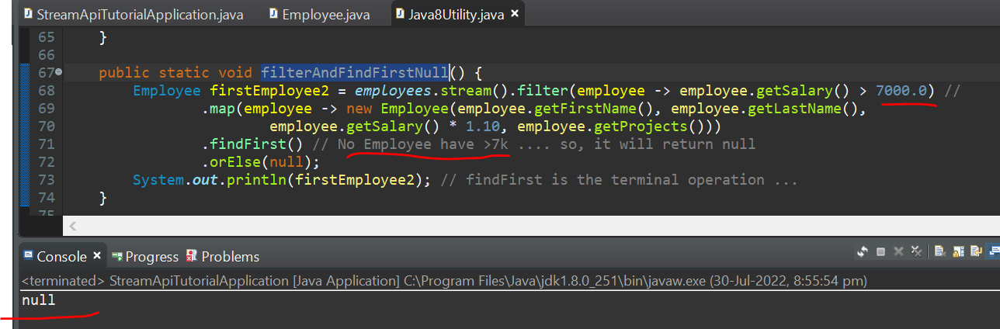 StreamApiTutorialApplication.java Employee.java Java8Utility.java
65 }
66
67 public static void filterAndFindFirstNull() {
68 Employee firstEmployee2 = employees.stream().filter(employee -> employee.getSalary() > 7000.0) //
69 .map(employee -> new Employee(employee.getFirstName(), employee.getLastName(),
70 employee.getSalary() * 1.10, employee.getProjects()))
71 .findFirst() // No Employee have >7k .... so, it will return null
72 .orElse(null);
73 System.out.println(firstEmployee2); // findFirst is the terminal operation ...
74 }
75
Console Progress Problems
<terminated> StreamApiTutorialApplication [Java Application] C:\Program Files\Java\jdk1.8.0_251\bin\javaw.exe (30-Jul-2022, 8:55:54 pm)
null